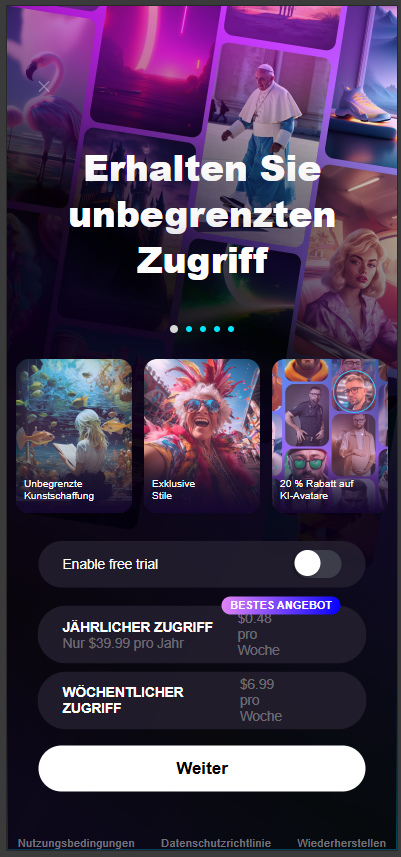 Erhalten Sie
unbegrenzten
Zugriff
Unbegrenzte
Kunstschaffung
Exklusive
Stile
20 % Rabatt auf
KI-Avatare
Enable free trial
BESTES ANGEBOT
JÄHRLICHER ZUGRIFF
Nur $39.99 pro Jahr
$0.48
pro
Woche
WÖCHENTLICHER
ZUGRIFF
$6.99
pro
Woche
Weiter
Nutzungsbedingungen Datenschutzrichtlinie Wiederherstellen